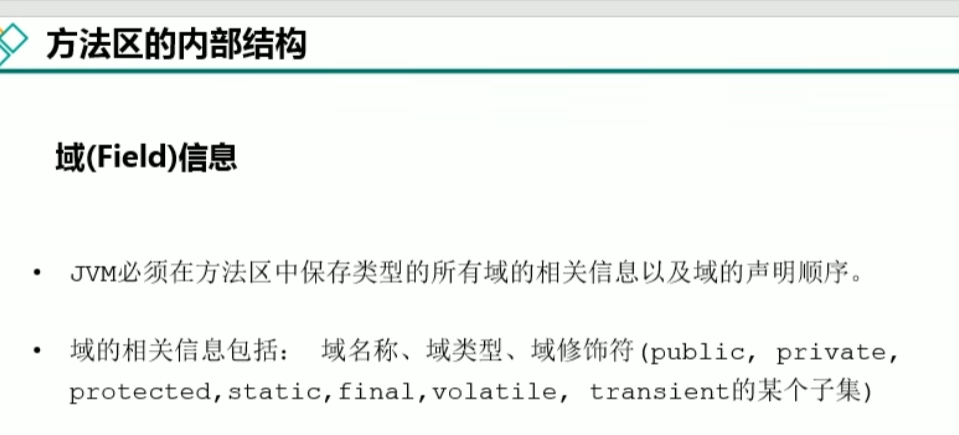 方法区的内部结构
域(Field)信息
• JVM必须在方法区中保存类型的所有域的相关信息以及域的声明顺序。
• 域的相关信息包括： 域名称、域类型、域修饰符(public, private,
protected,static,final,volatile, transient的某个子集)